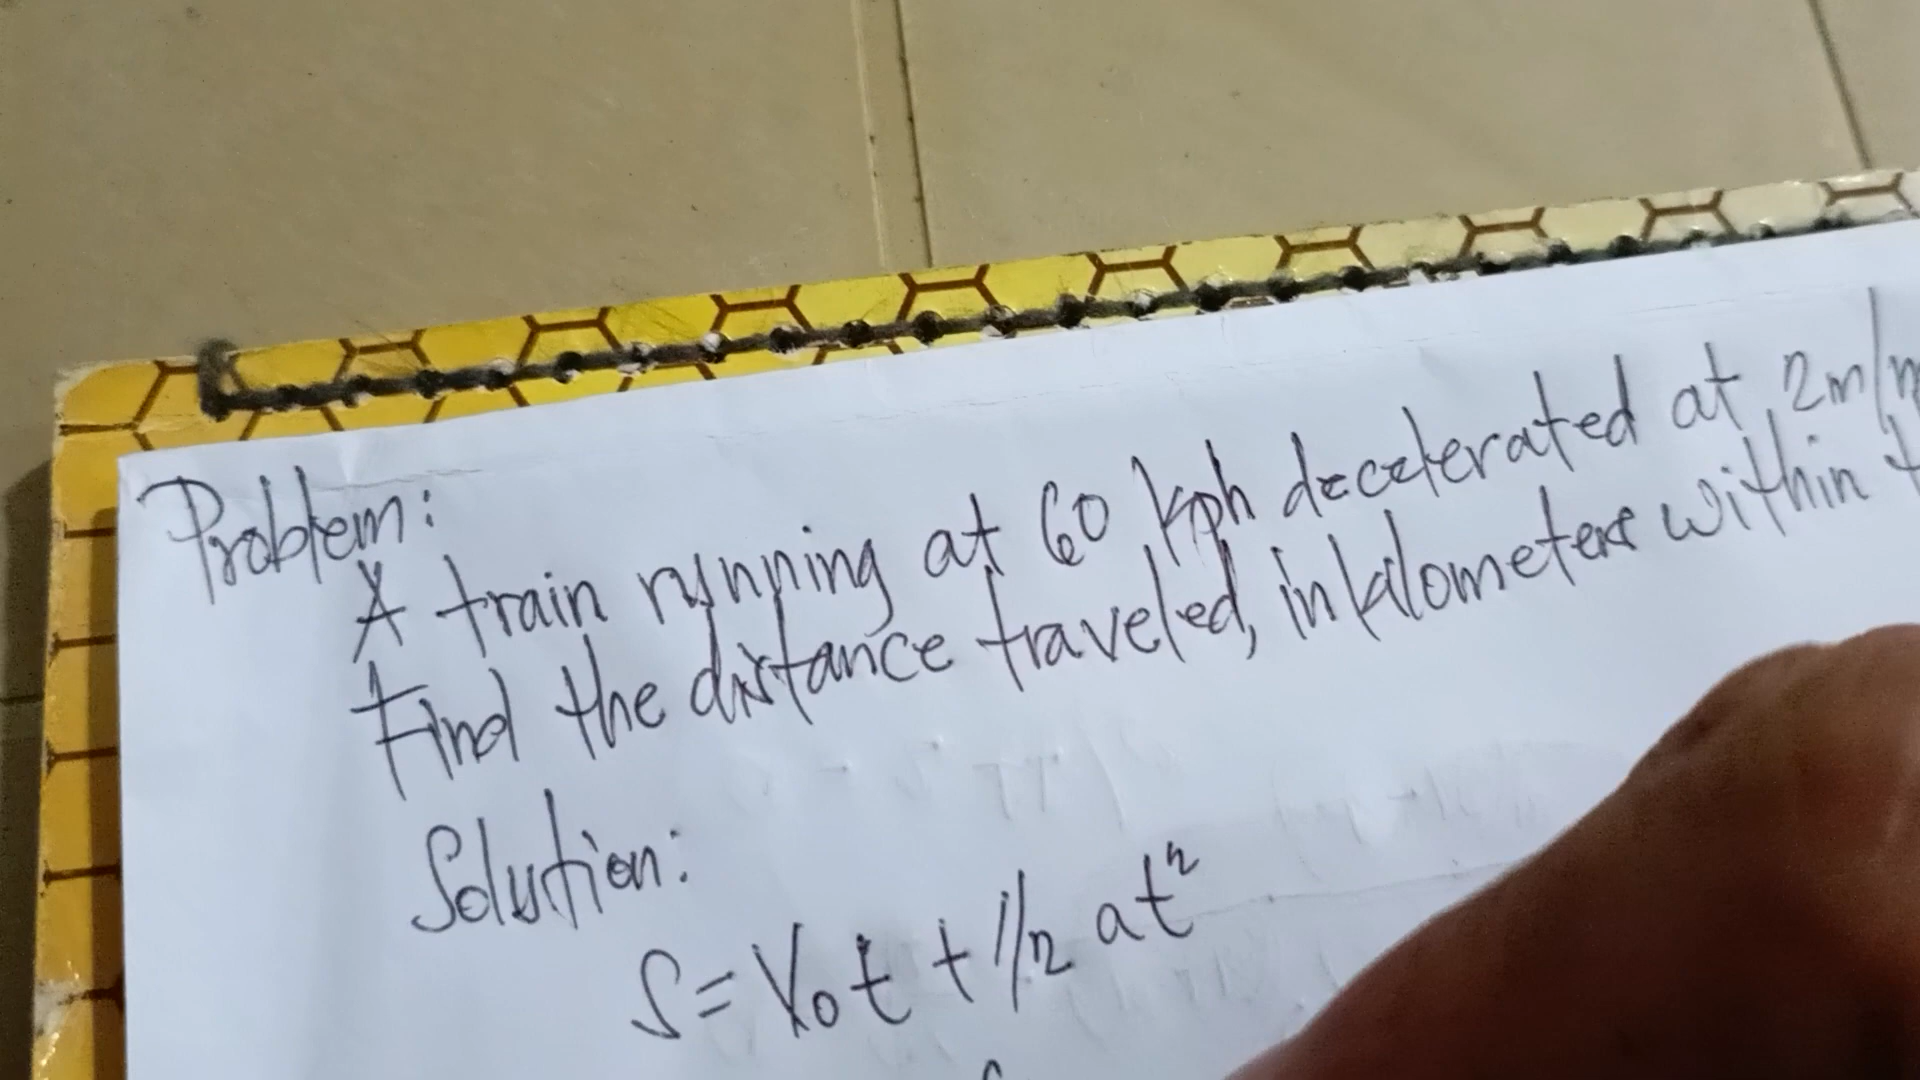 Problem:
A train running at 60 kph decelerated at 2m/m
Find the distance traveled, in kilometers within t
Solution:
S = V₀t + 1/2 at²